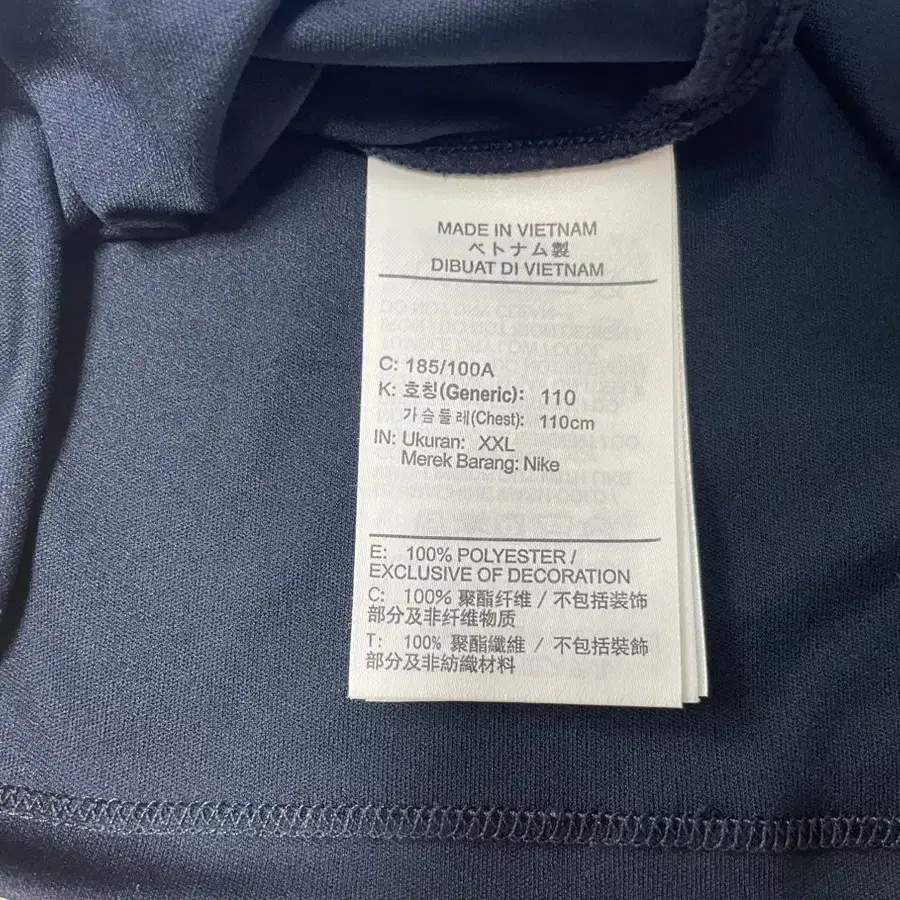 MADE IN VIETNAM
ベトナム製
DIBUAT DI VIETNAM
C: 185/100A
K: 호칭(Generic): 110
가슴둘레(Chest): 110cm
IN: Ukuran: XXL
Merek Barang: Nike
E: 100% POLYESTER /
EXCLUSIVE OF DECORATION
C: 100% 聚酯纤维 / 不包括装饰
部分及非纤维物质
T: 100% 聚酯纖維 / 不包括裝飾
部分及非紡織材料